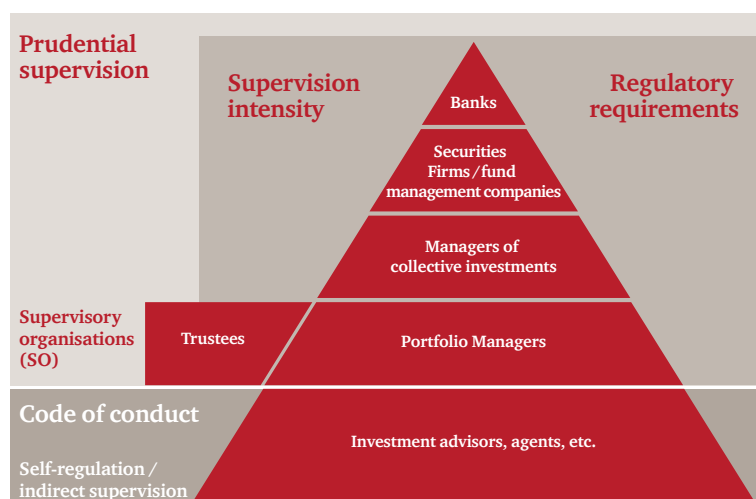 Prudential
supervision
Supervision
intensity
Regulatory
requirements
Banks
Securities
Firms / fund
management companies
Managers of
collective investments
Supervisory
organisations
(SO)
Trustees
Portfolio Managers
Code of conduct
Self-regulation /
indirect supervision
Investment advisors, agents, etc.